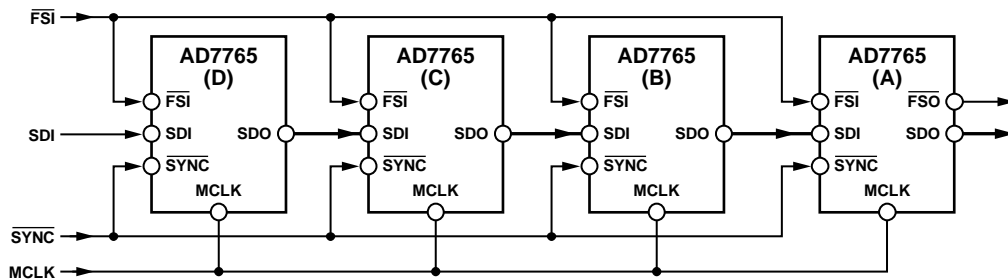 FSI
AD7765 AD7765 AD7765 AD7765
(D) (C) (B) (A)
FSI FSI FSI FSI FSO
SDI SDI SDO SDI SDO SDI SDO SDI SDO
SYNC SYNC SYNC SYNC
MCLK MCLK MCLK MCLK
SYNC
MCLK